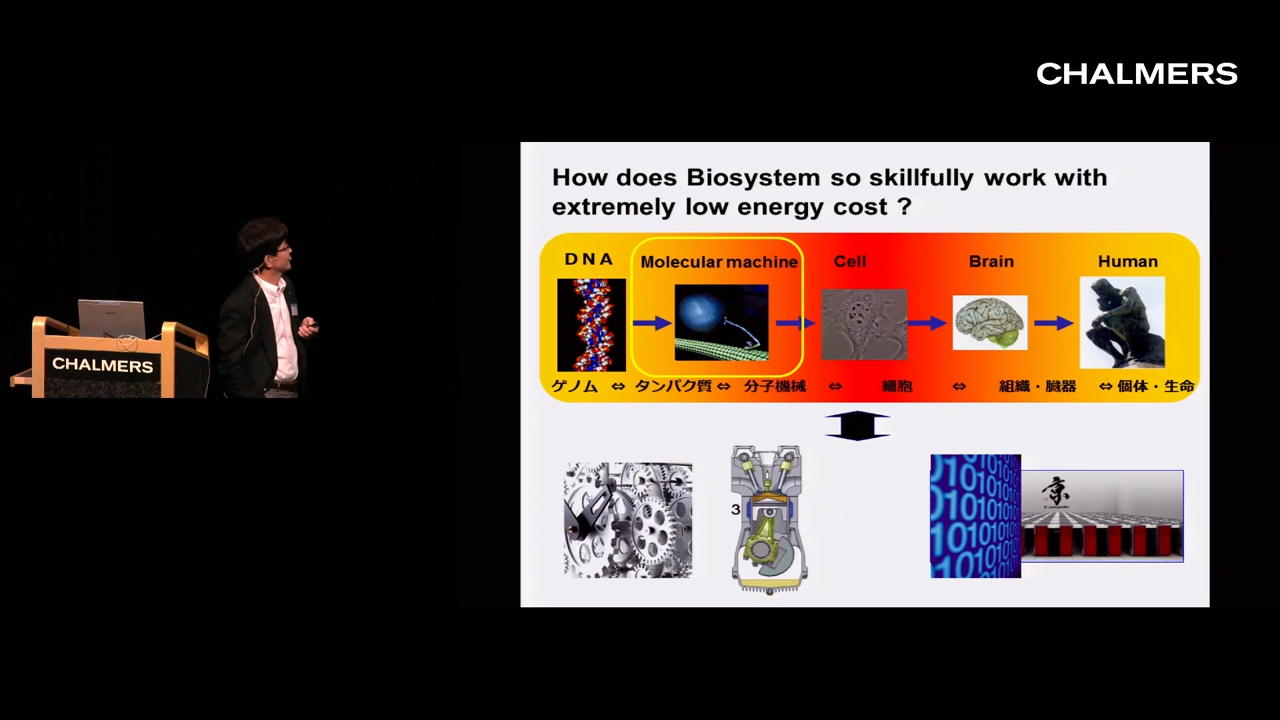 CHALMERS
How does Biosystem so skillfully work with
extremely low energy cost ?
DNA
Molecular machine
Cell
Brain
Human
ゲノム ⇔ タンパク質 ⇔ 分子機械 ⇔ 細胞 ⇔ 組織・臓器 ⇔ 個体・生命
CHALMERS
3
京